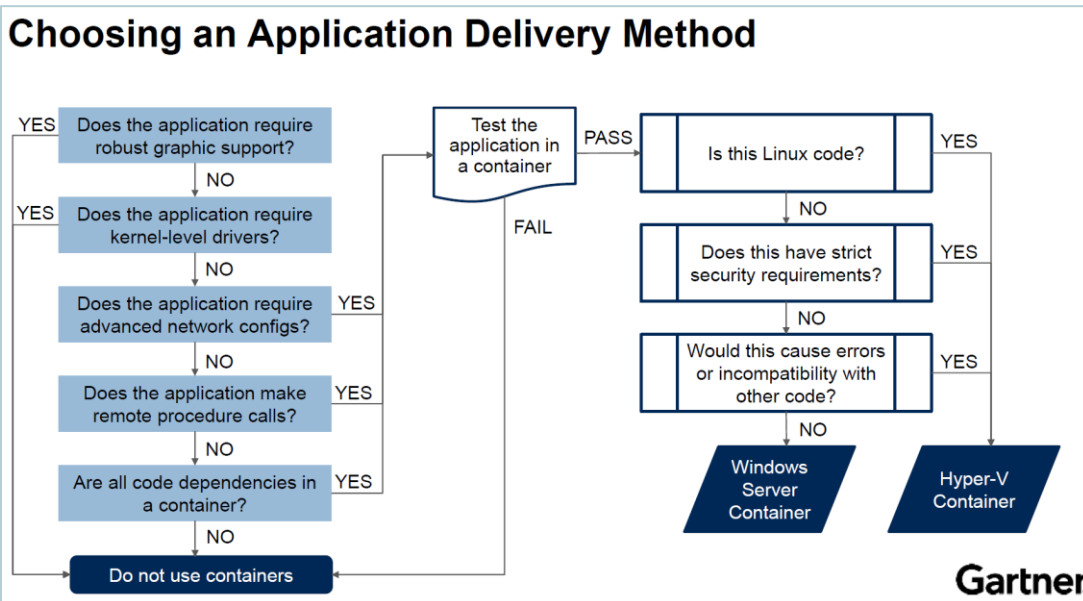 Choosing an Application Delivery Method
YES
Does the application require
robust graphic support?
NO
YES
Does the application require
kernel-level drivers?
NO
Does the application require
advanced network configs?
YES
NO
Does the application make
remote procedure calls?
YES
NO
Are all code dependencies in
a container?
YES
NO
Do not use containers
Test the
application in
a container
PASS
FAIL
Is this Linux code?
YES
NO
Does this have strict
security requirements?
YES
NO
Would this cause errors
or incompatibility with
other code?
YES
NO
Windows
Server
Container
Hyper-V
Container
Gartner